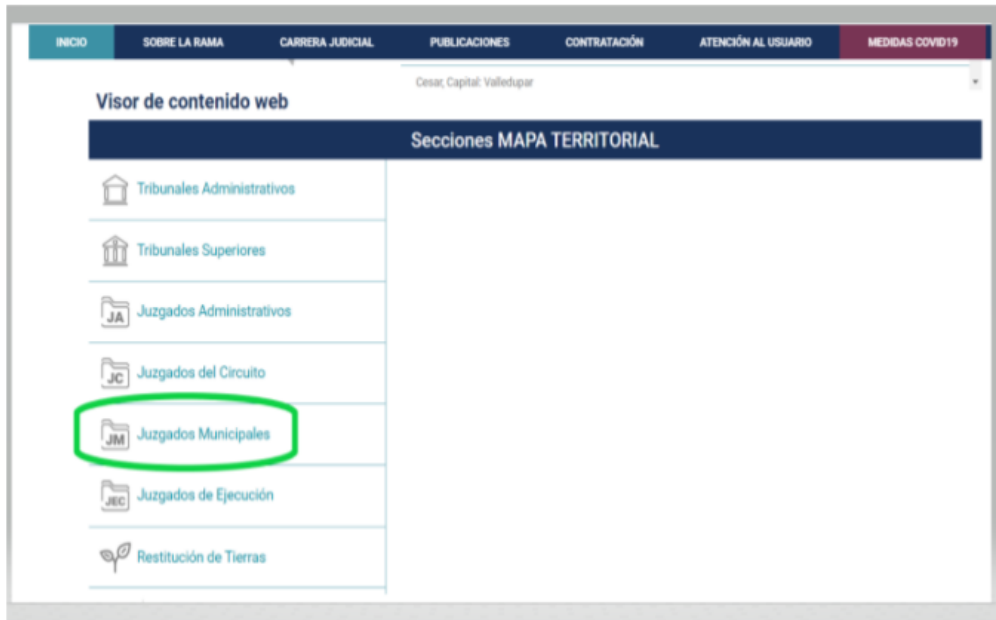 INICIO SOBRE LA RAMA CARRERA JUDICIAL PUBLICACIONES CONTRATACIÓN ATENCIÓN AL USUARIO MEDIDAS COVID19
Cesar, Capital: Valledupar
Visor de contenido web
Secciones MAPA TERRITORIAL
Tribunales Administrativos
Tribunales Superiores
JA Juzgados Administrativos
JC Juzgados del Circuito
JM Juzgados Municipales
JEC Juzgados de Ejecución
Restitución de Tierras